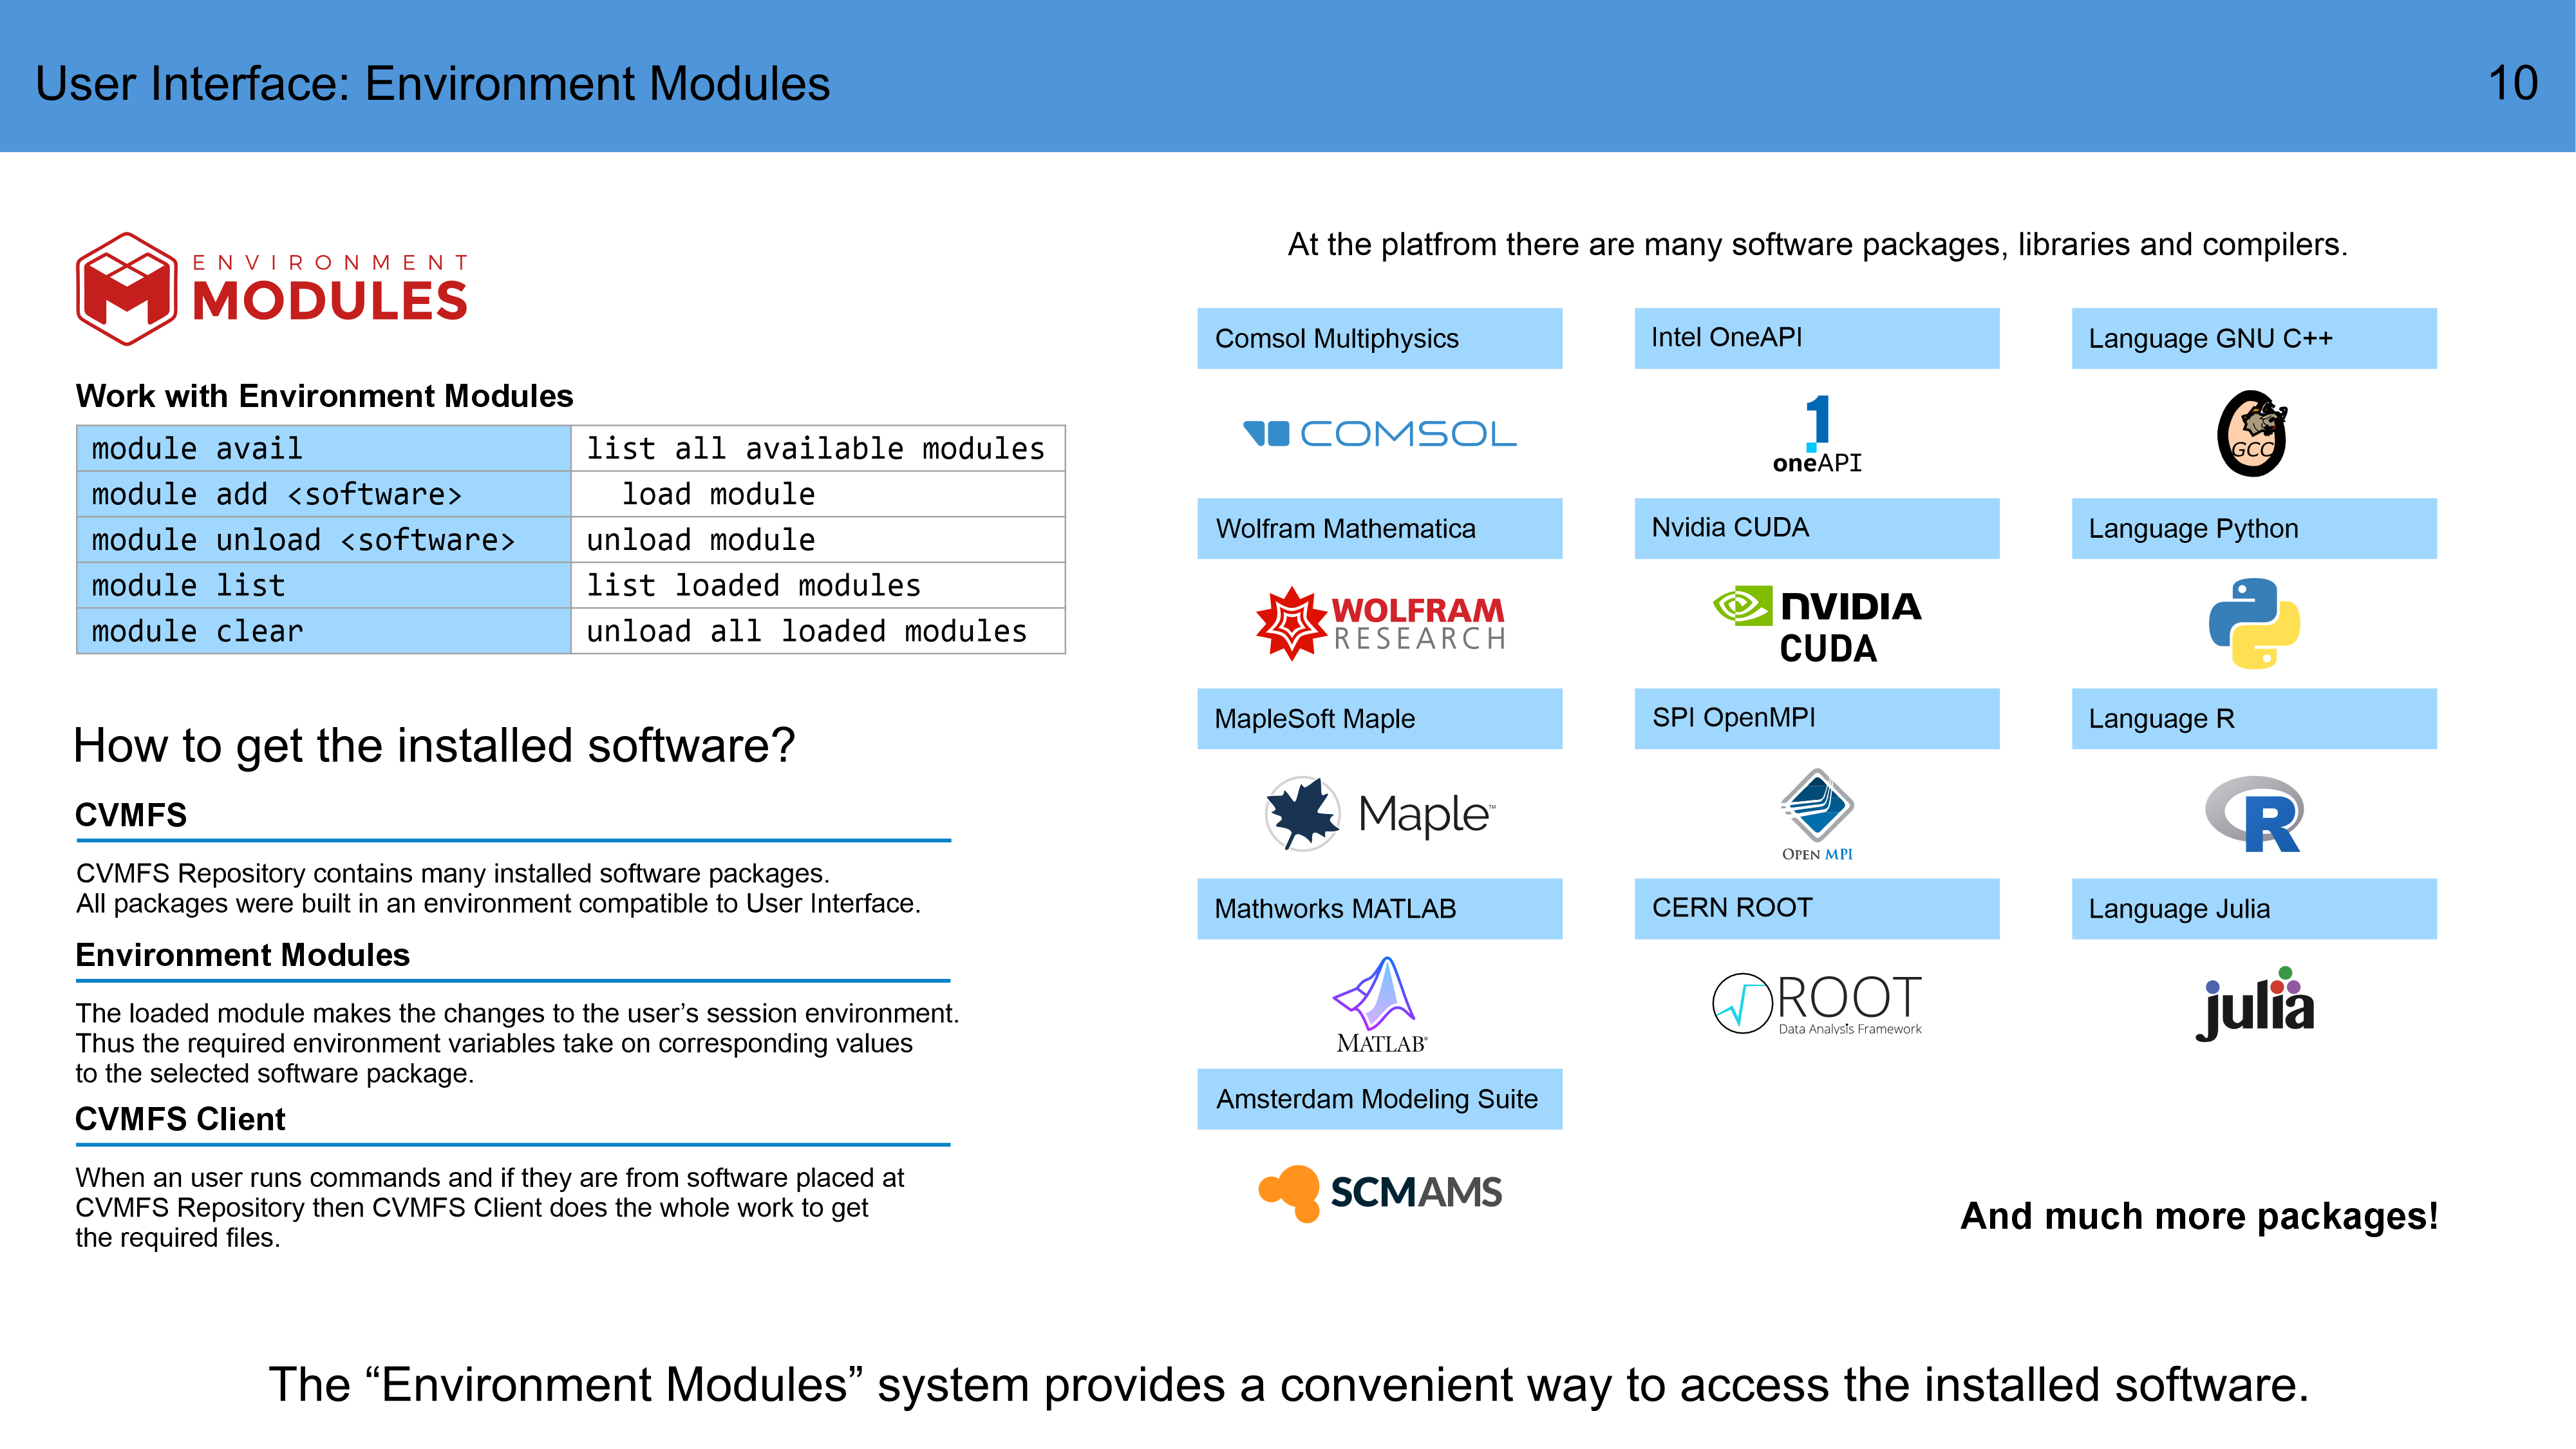 User Interface: Environment Modules
10
ENVIRONMENT
MODULES
Work with Environment Modules
module avail list all available modules
module add <software> load module
module unload <software> unload module
module list list loaded modules
module clear unload all loaded modules
How to get the installed software?
CVMFS
CVMFS Repository contains many installed software packages.
All packages were built in an environment compatible to User Interface.
Environment Modules
The loaded module makes the changes to the user’s session environment.
Thus the required environment variables take on corresponding values
to the selected software package.
CVMFS Client
When an user runs commands and if they are from software placed at
CVMFS Repository then CVMFS Client does the whole work to get
the required files.
At the platfrom there are many software packages, libraries and compilers.
Comsol Multiphysics
COMSOL
Wolfram Mathematica
WOLFRAM
RESEARCH
MapleSoft Maple
Maple™
Mathworks MATLAB
MATLAB®
Amsterdam Modeling Suite
SCMAMS
Intel OneAPI
1
oneAPI
Nvidia CUDA
NVIDIA
CUDA
SPI OpenMPI
OPEN MPI
CERN ROOT
ROOT
Data Analysis Framework
Language GNU C++
GCC
Language Python
Language R
R
Language Julia
julia
And much more packages!
The “Environment Modules” system provides a convenient way to access the installed software.